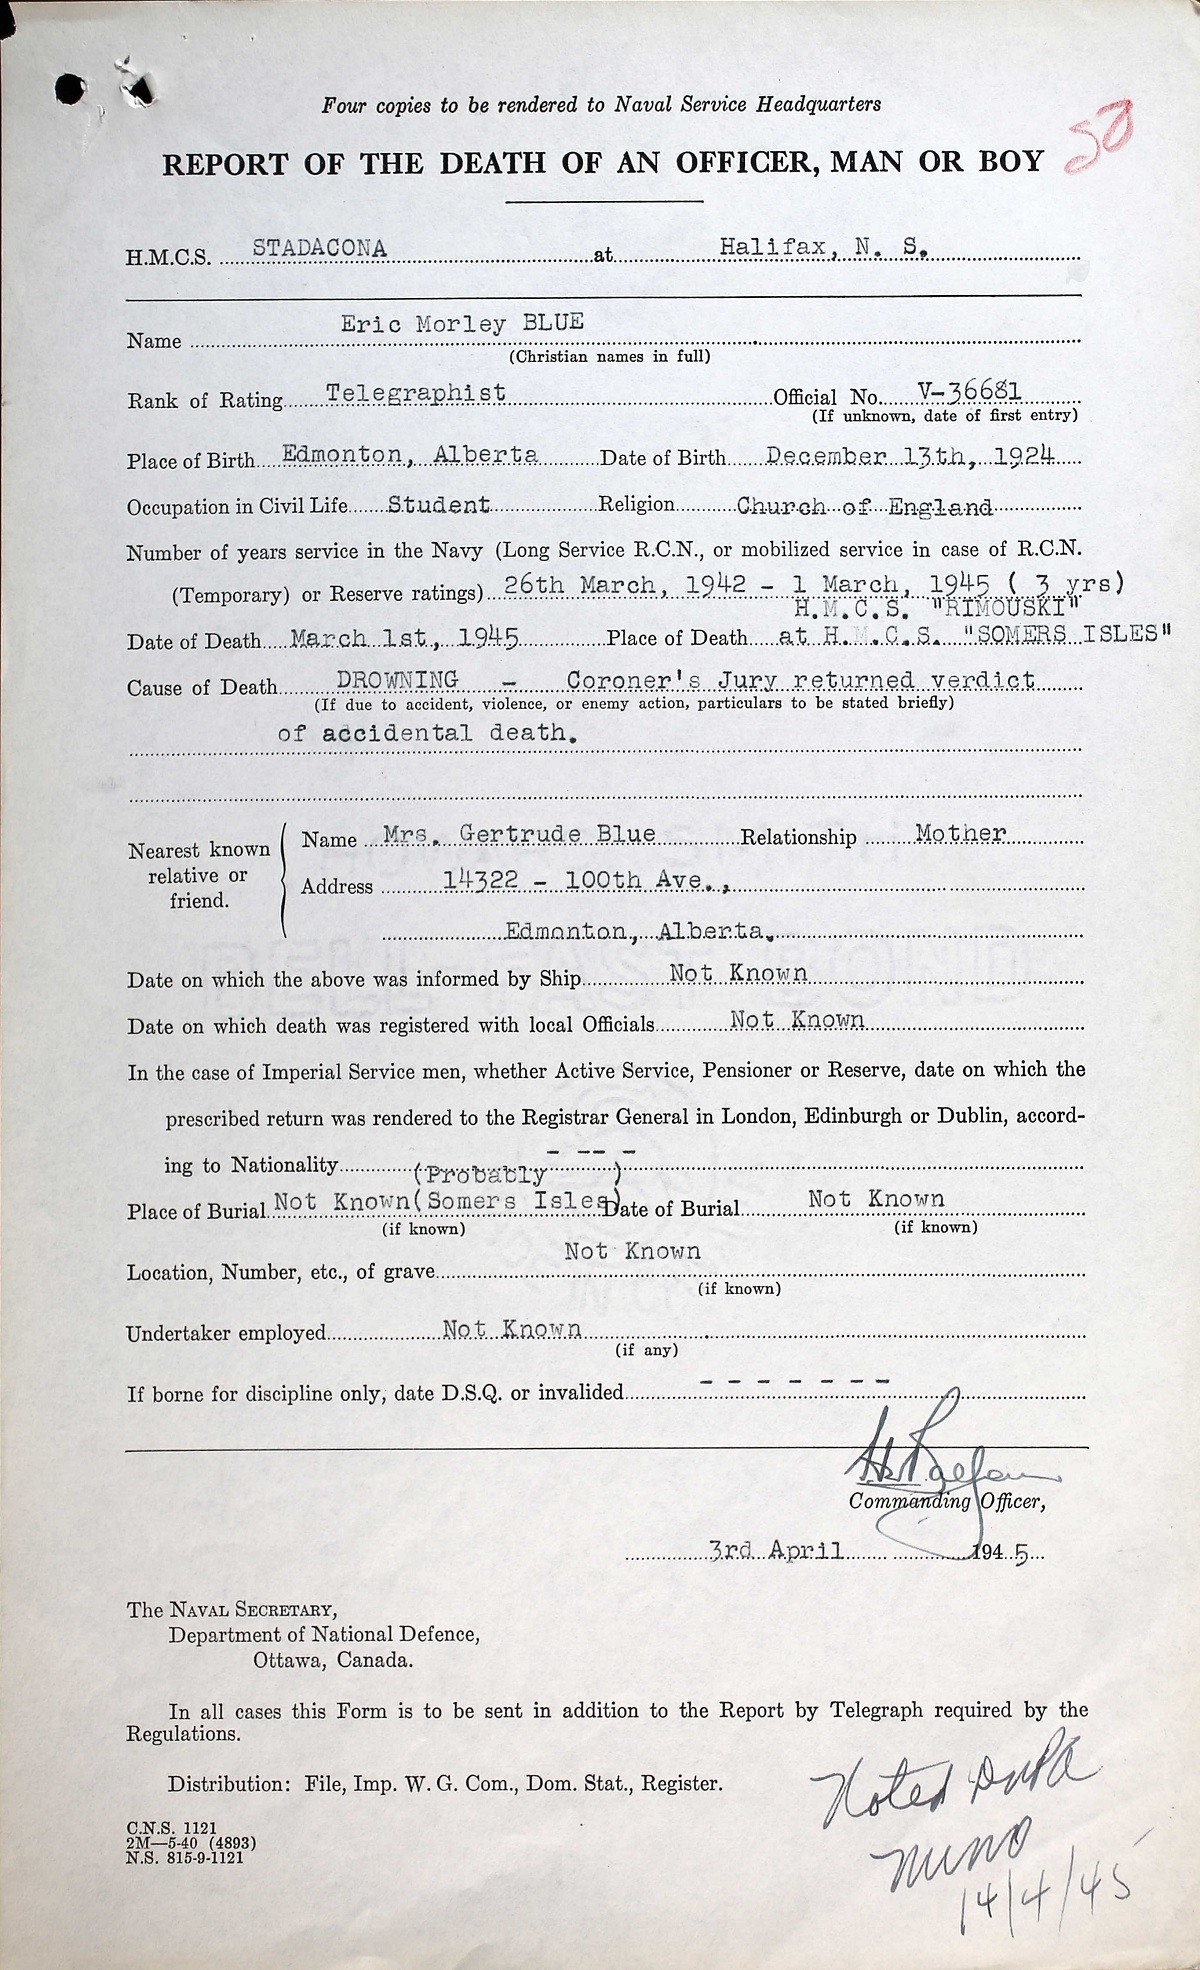 Four copies to be rendered to Naval Service Headquarters
REPORT OF THE DEATH OF AN OFFICER, MAN OR BOY
H.M.C.S. STADACONA at Halifax, N. S.
Name Eric Morley BLUE
(Christian names in full)
Rank of Rating Telegraphist Official No. V-36681
(If unknown, date of first entry)
Place of Birth Edmonton, Alberta Date of Birth December 13th, 1924
Occupation in Civil Life Student Religion Church of England
Number of years service in the Navy (Long Service R.C.N., or mobilized service in case of R.C.N.
(Temporary) or Reserve ratings) 26th March, 1942 - 1 March, 1945 ( 3 yrs)
H.M.C.S. "RIMOUSKI"
Date of Death March 1st, 1945 Place of Death at H.M.C.S. "SOMERS ISLES"
Cause of Death DROWNING - Coroner's Jury returned verdict
(If due to accident, violence, or enemy action, particulars to be stated briefly)
of accidental death.
Nearest known relative or friend. Name Mrs. Gertrude Blue Relationship Mother
Address 14322 - 100th Ave.,
Edmonton, Alberta.
Date on which the above was informed by Ship Not Known
Date on which death was registered with local Officials Not Known
In the case of Imperial Service men, whether Active Service, Pensioner or Reserve, date on which the
prescribed return was rendered to the Registrar General in London, Edinburgh or Dublin, accord-
ing to Nationality - -- -
(Probably )
Place of Burial Not Known(Somers Isles) Date of Burial Not Known
(if known) (if known)
Not Known
Location, Number, etc., of grave
(if known)
Undertaker employed Not Known
(if any)
If borne for discipline only, date D.S.Q. or invalided - - - - - - -
Commanding Officer,
3rd April 1945
The NAVAL SECRETARY,
Department of National Defence,
Ottawa, Canada.
In all cases this Form is to be sent in addition to the Report by Telegraph required by the
Regulations.
Distribution: File, Imp. W. G. Com., Dom. Stat., Register.
C.N.S. 1121
2M—5-40 (4893)
N.S. 815-9-1121
Noted
14/4/45